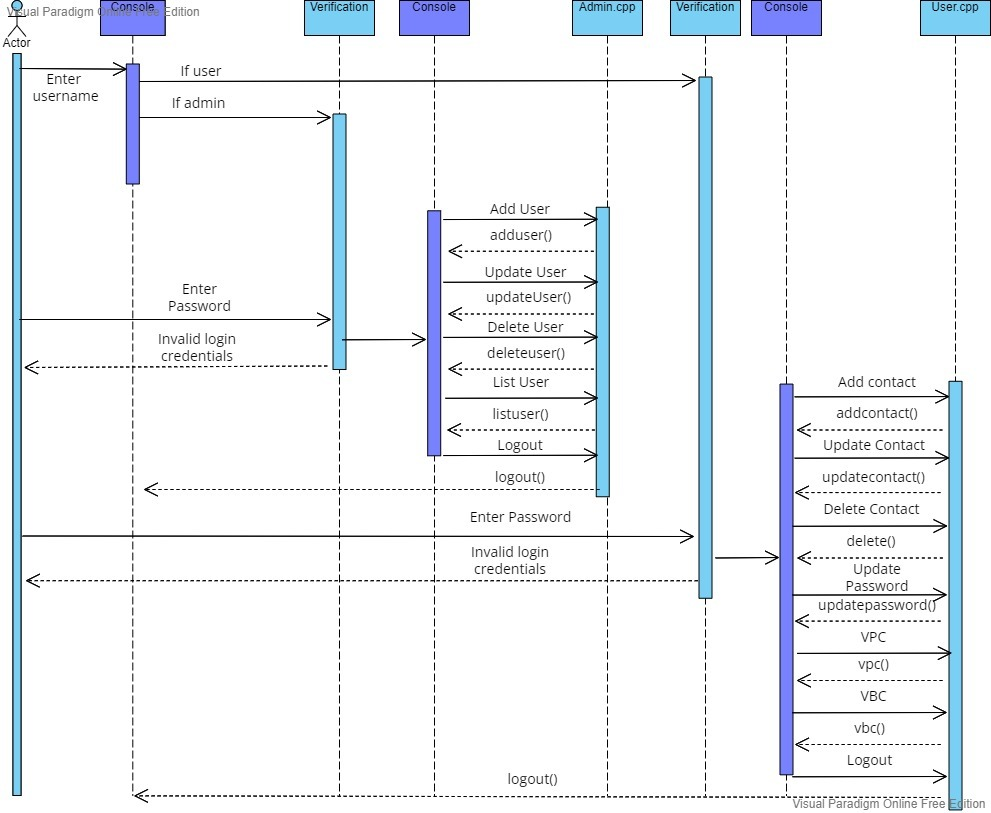 Visual Paradigm Online Free Edition
Console
Verification
Console
Admin.cpp
Verification
Console
User.cpp
Actor
Enter
username
If user
If admin
Add User
adduser()
Update User
updateUser()
Enter
Password
Delete User
Invalid login
credentials
deleteuser()
List User
listuser()
Logout
logout()
Add contact
addcontact()
Update Contact
updatecontact()
Delete Contact
Enter Password
delete()
Invalid login
credentials
Update
Password
updatepassword()
VPC
vpc()
VBC
vbc()
Logout
logout()
Visual Paradigm Online Free Edition